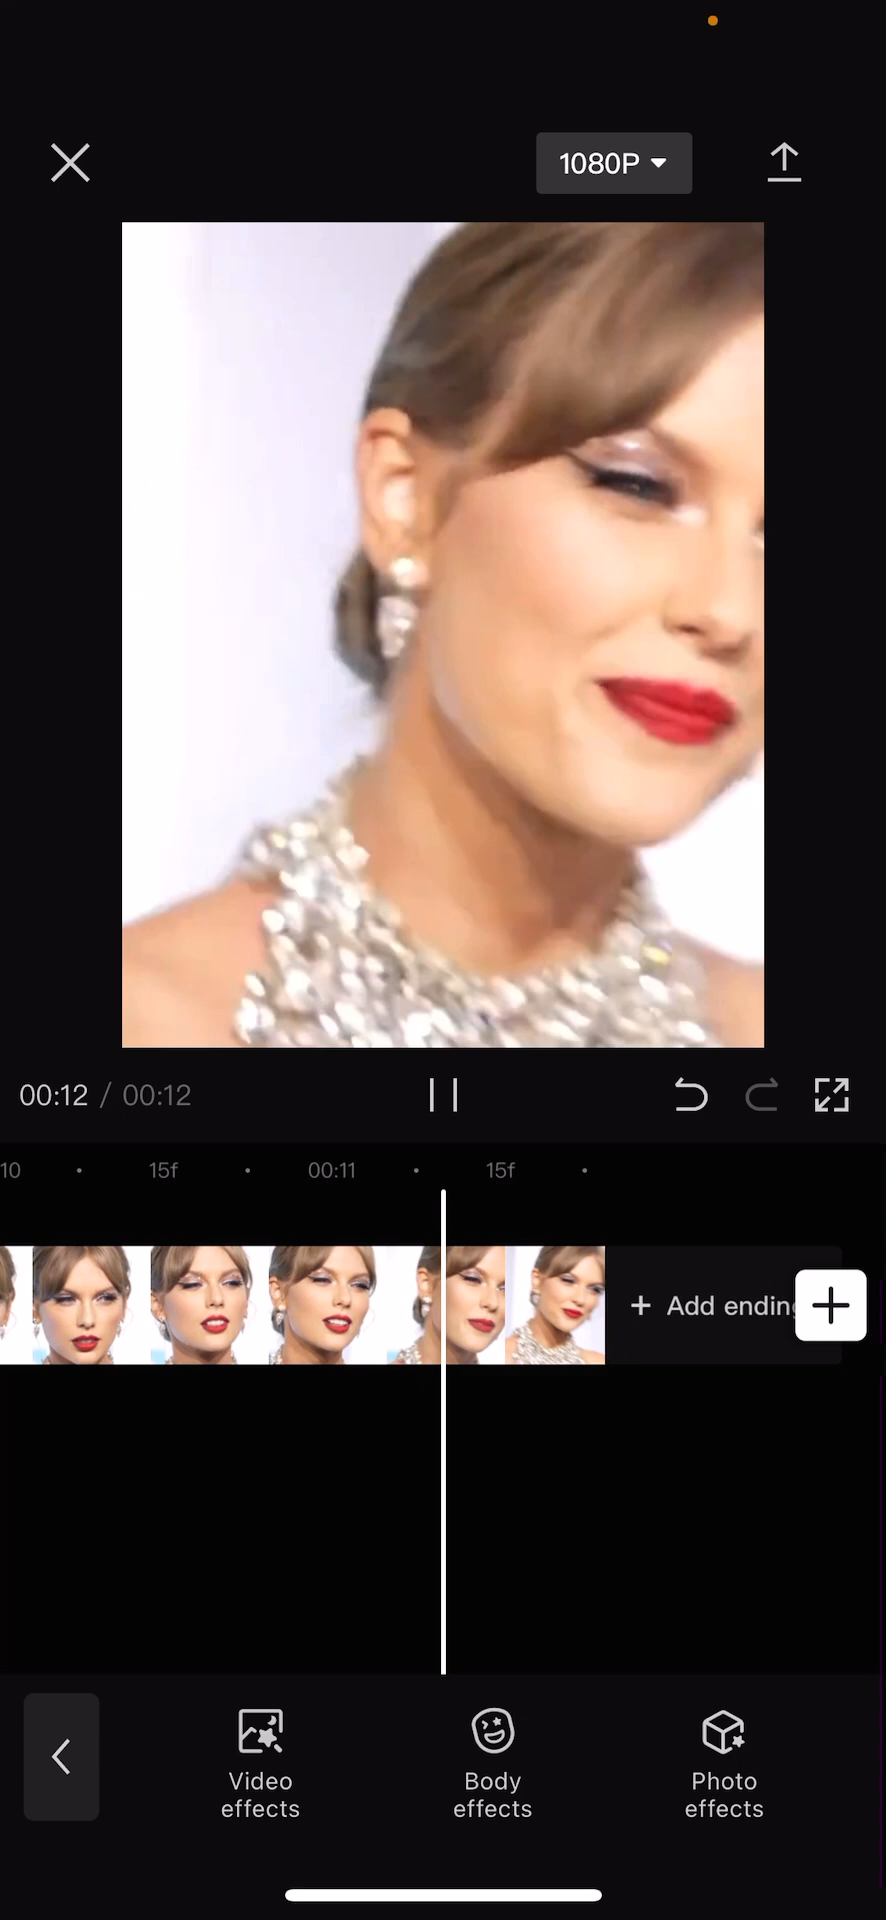 1080P
00:12 / 00:12
10 15f 00:11 15f
+ Add ending
Video effects
Body effects
Photo effects